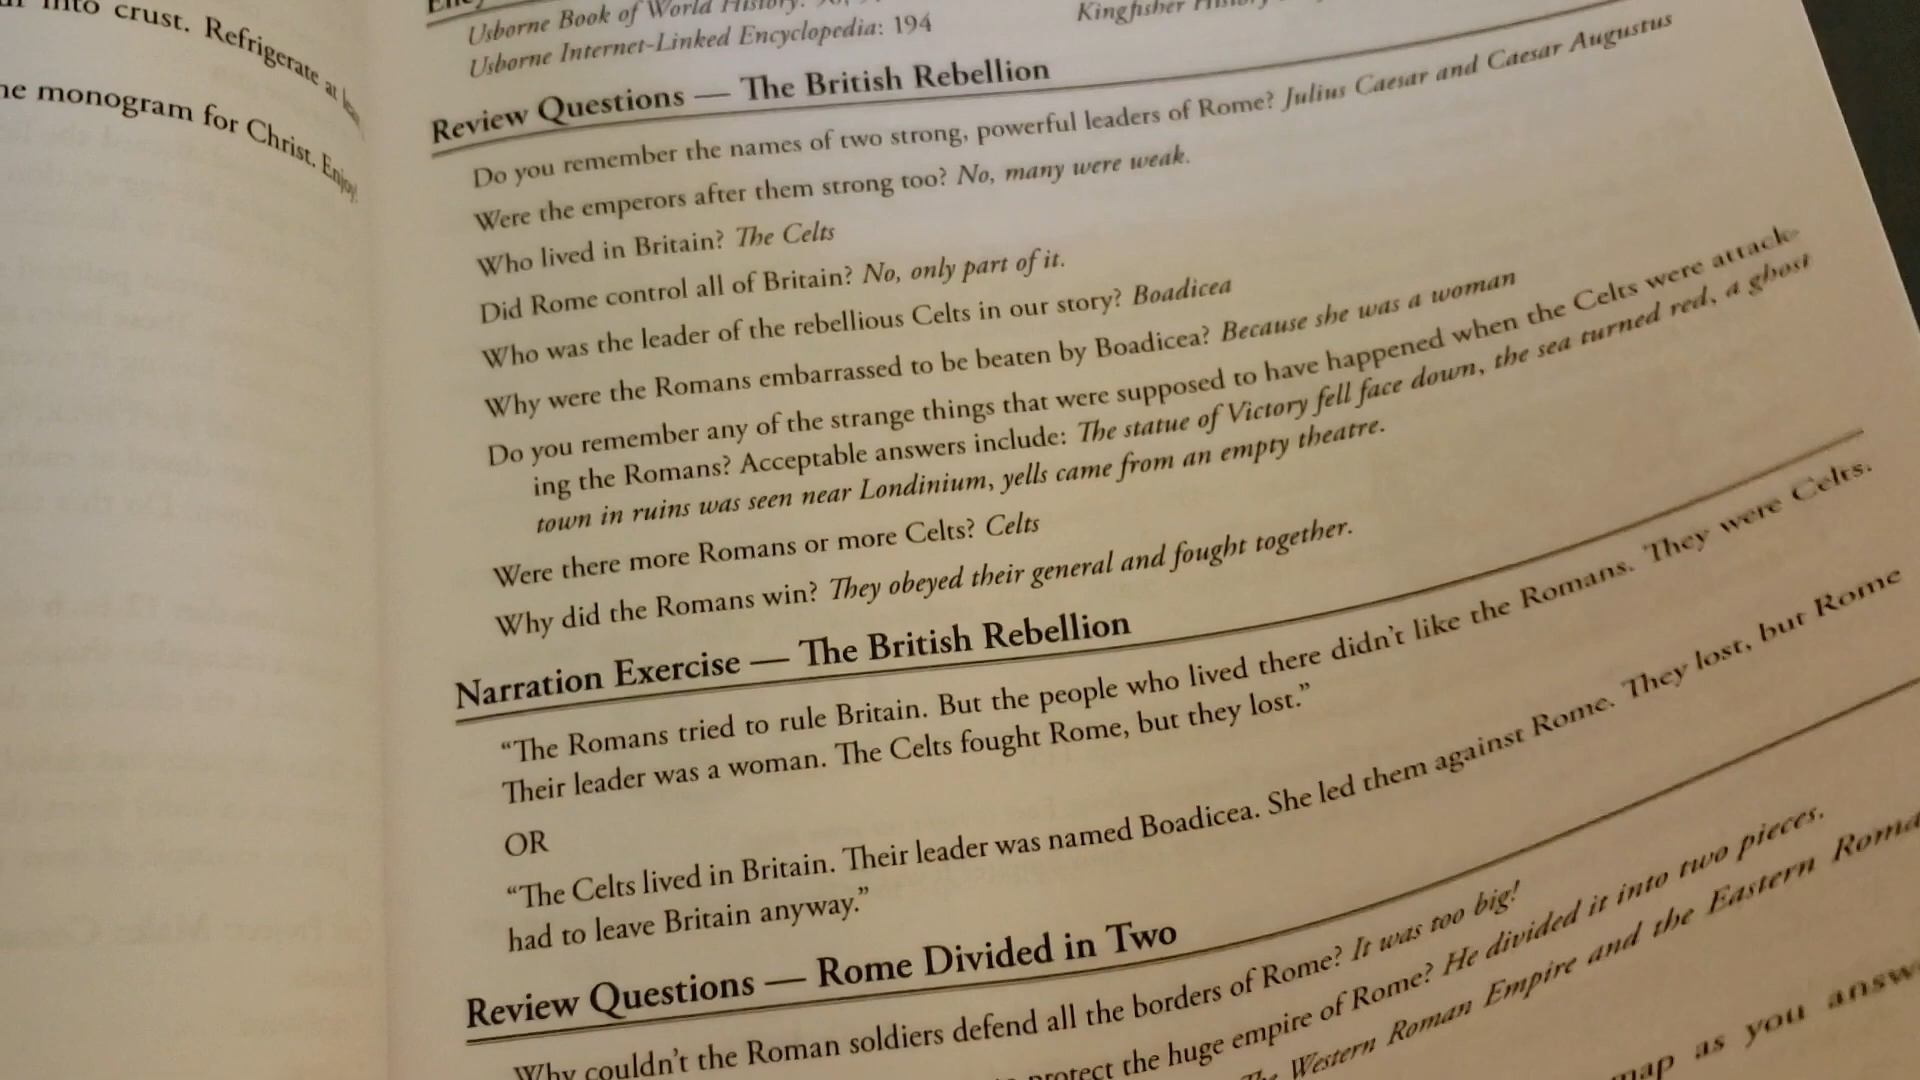 into crust. Refrigerate at
monogram for Christ. Enjoy!
Usborne Book of World History:
Usborne Internet-Linked Encyclopedia: 194
Kingfisher
Review Questions — The British Rebellion
Do you remember the names of two strong, powerful leaders of Rome? Julius Caesar and Caesar Augustus
Were the emperors after them strong too? No, many were weak.
Who lived in Britain? The Celts
Did Rome control all of Britain? No, only part of it.
Who was the leader of the rebellious Celts in our story? Boadicea
Why were the Romans embarrassed to be beaten by Boadicea? Because she was a woman
Do you remember any of the strange things that were supposed to have happened when the Celts were attack-
ing the Romans? Acceptable answers include: The statue of Victory fell face down, the sea turned red, a ghost
town in ruins was seen near Londinium, yells came from an empty theatre.
Were there more Romans or more Celts? Celts
Why did the Romans win? They obeyed their general and fought together.
Narration Exercise — The British Rebellion
“The Romans tried to rule Britain. But the people who lived there didn’t like the Romans. They were Celts.
Their leader was a woman. The Celts fought Rome, but they lost.”
OR
“The Celts lived in Britain. Their leader was named Boadicea. She led them against Rome. They lost, but Rome
had to leave Britain anyway.”
Review Questions — Rome Divided in Two
Why couldn’t the Roman soldiers defend all the borders of Rome? It was too big!
protect the huge empire of Rome? He divided it into two pieces.
The Western Roman Empire and the Eastern
map as you